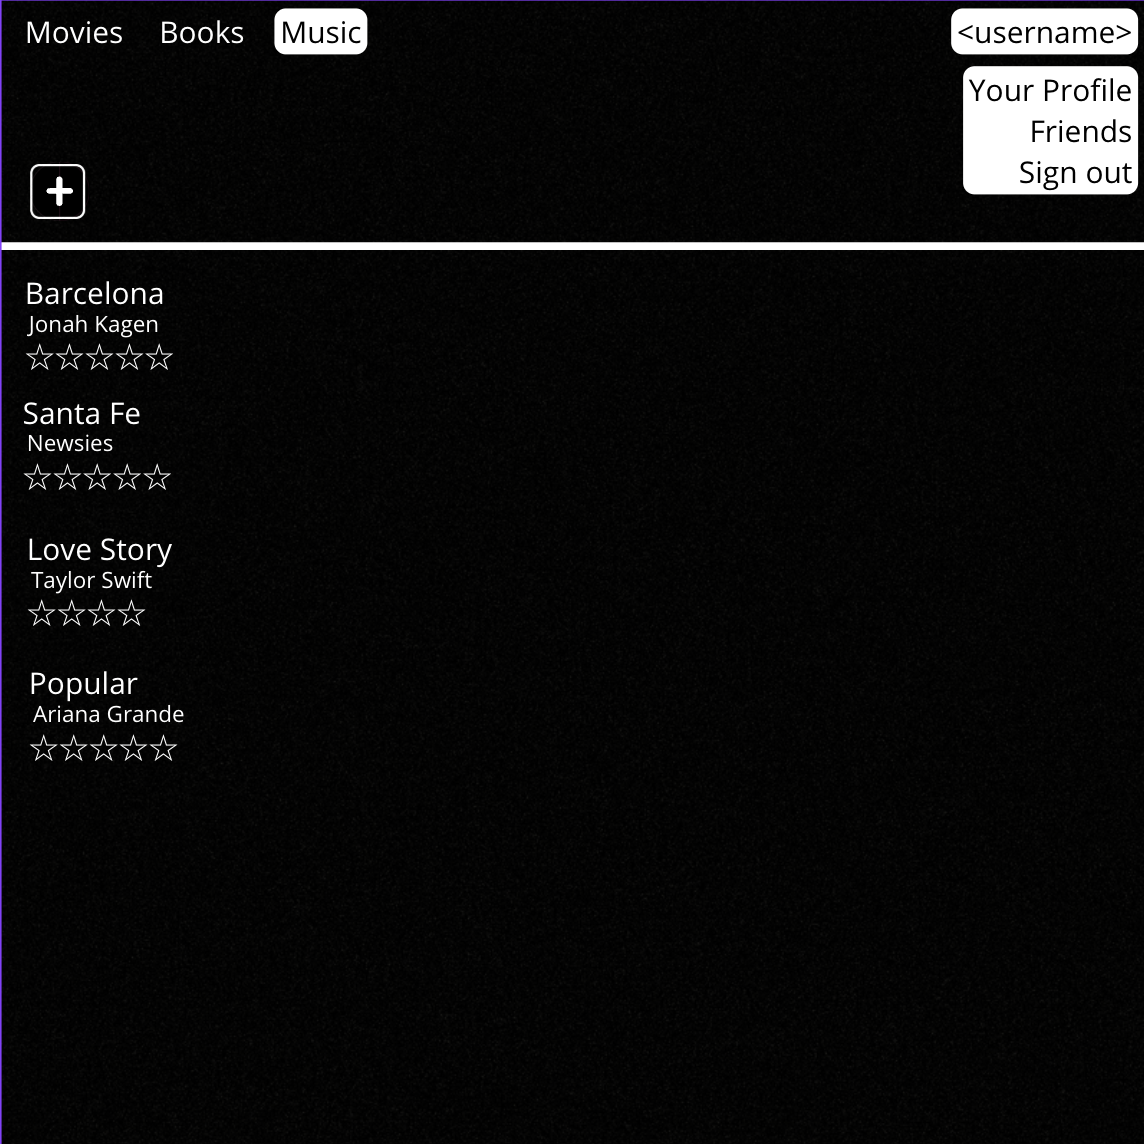 Movies Books Music <username>
Your Profile
Friends
Sign out
Barcelona
Jonah Kagen
☆☆☆☆☆
Santa Fe
Newsies
☆☆☆☆☆
Love Story
Taylor Swift
☆☆☆☆
Popular
Ariana Grande
☆☆☆☆☆